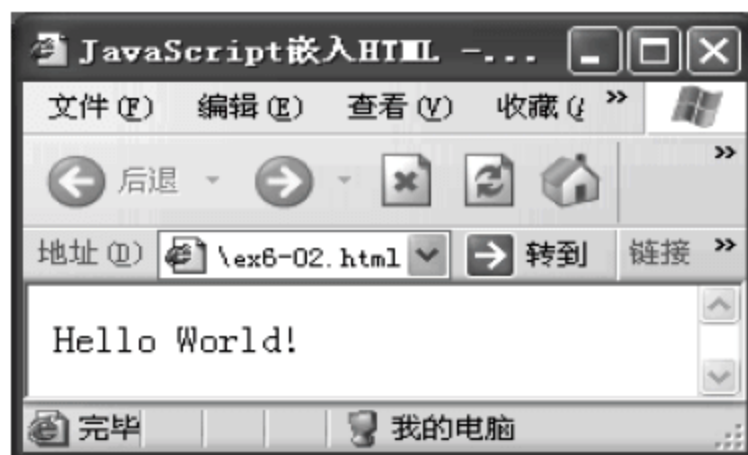 JavaScript嵌入HTML -...
文件(F) 编辑(E) 查看(V) 收藏(A »
后退 »
地址(D) \ex6-02.html 转到 链接 »
Hello World!
完毕 我的电脑